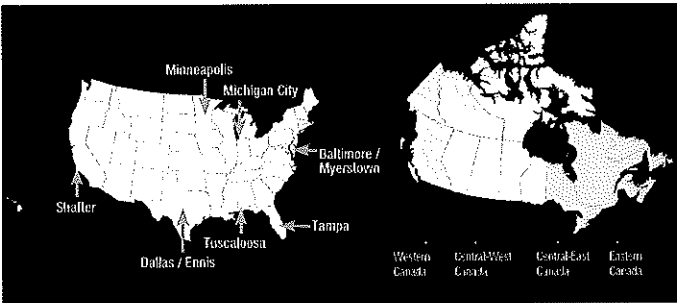 Minneapolis
Michigan City
Baltimore /
Myerstown
Shafter
Tampa
Tuscaloosa
Dallas / Ennis
Western Central-West Central-East Eastern
Canada Canada Canada Canada